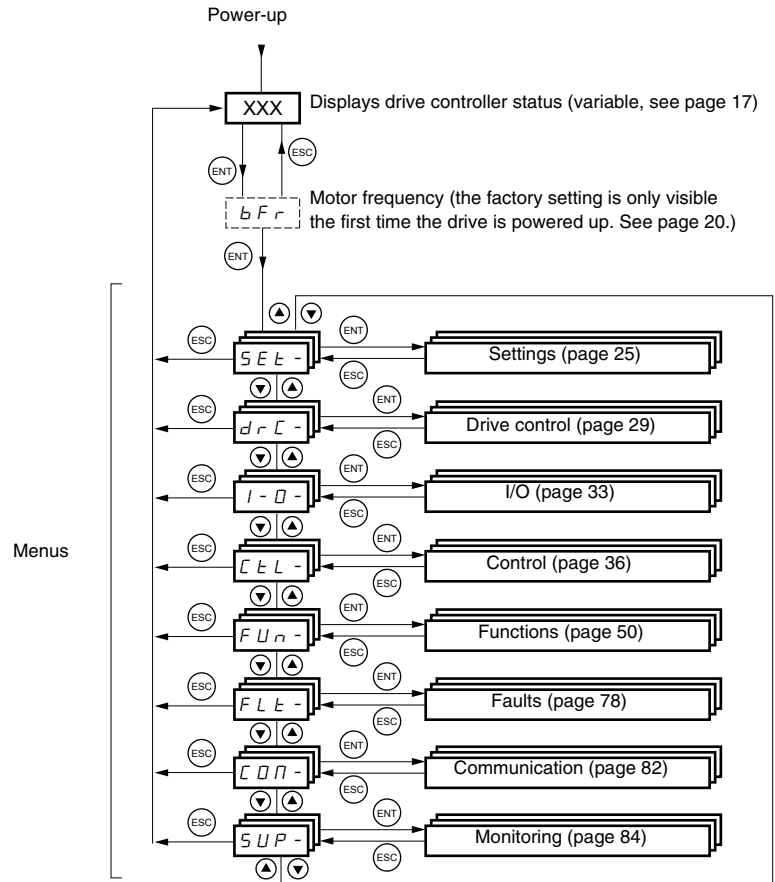 Power-up
XXX
Displays drive controller status (variable, see page 17)
ESC
ENT
bFr
Motor frequency (the factory setting is only visible
the first time the drive is powered up. See page 20.)
ENT
Menus
ESC
SEt-
ENT
ESC
Settings (page 25)
ESC
drC-
ENT
ESC
Drive control (page 29)
ESC
I-O-
ENT
ESC
I/O (page 33)
ESC
CtL-
ENT
ESC
Control (page 36)
ESC
FUn-
ENT
ESC
Functions (page 50)
ESC
FLt-
ENT
ESC
Faults (page 78)
ESC
COM-
ENT
ESC
Communication (page 82)
ESC
SUP-
ENT
ESC
Monitoring (page 84)